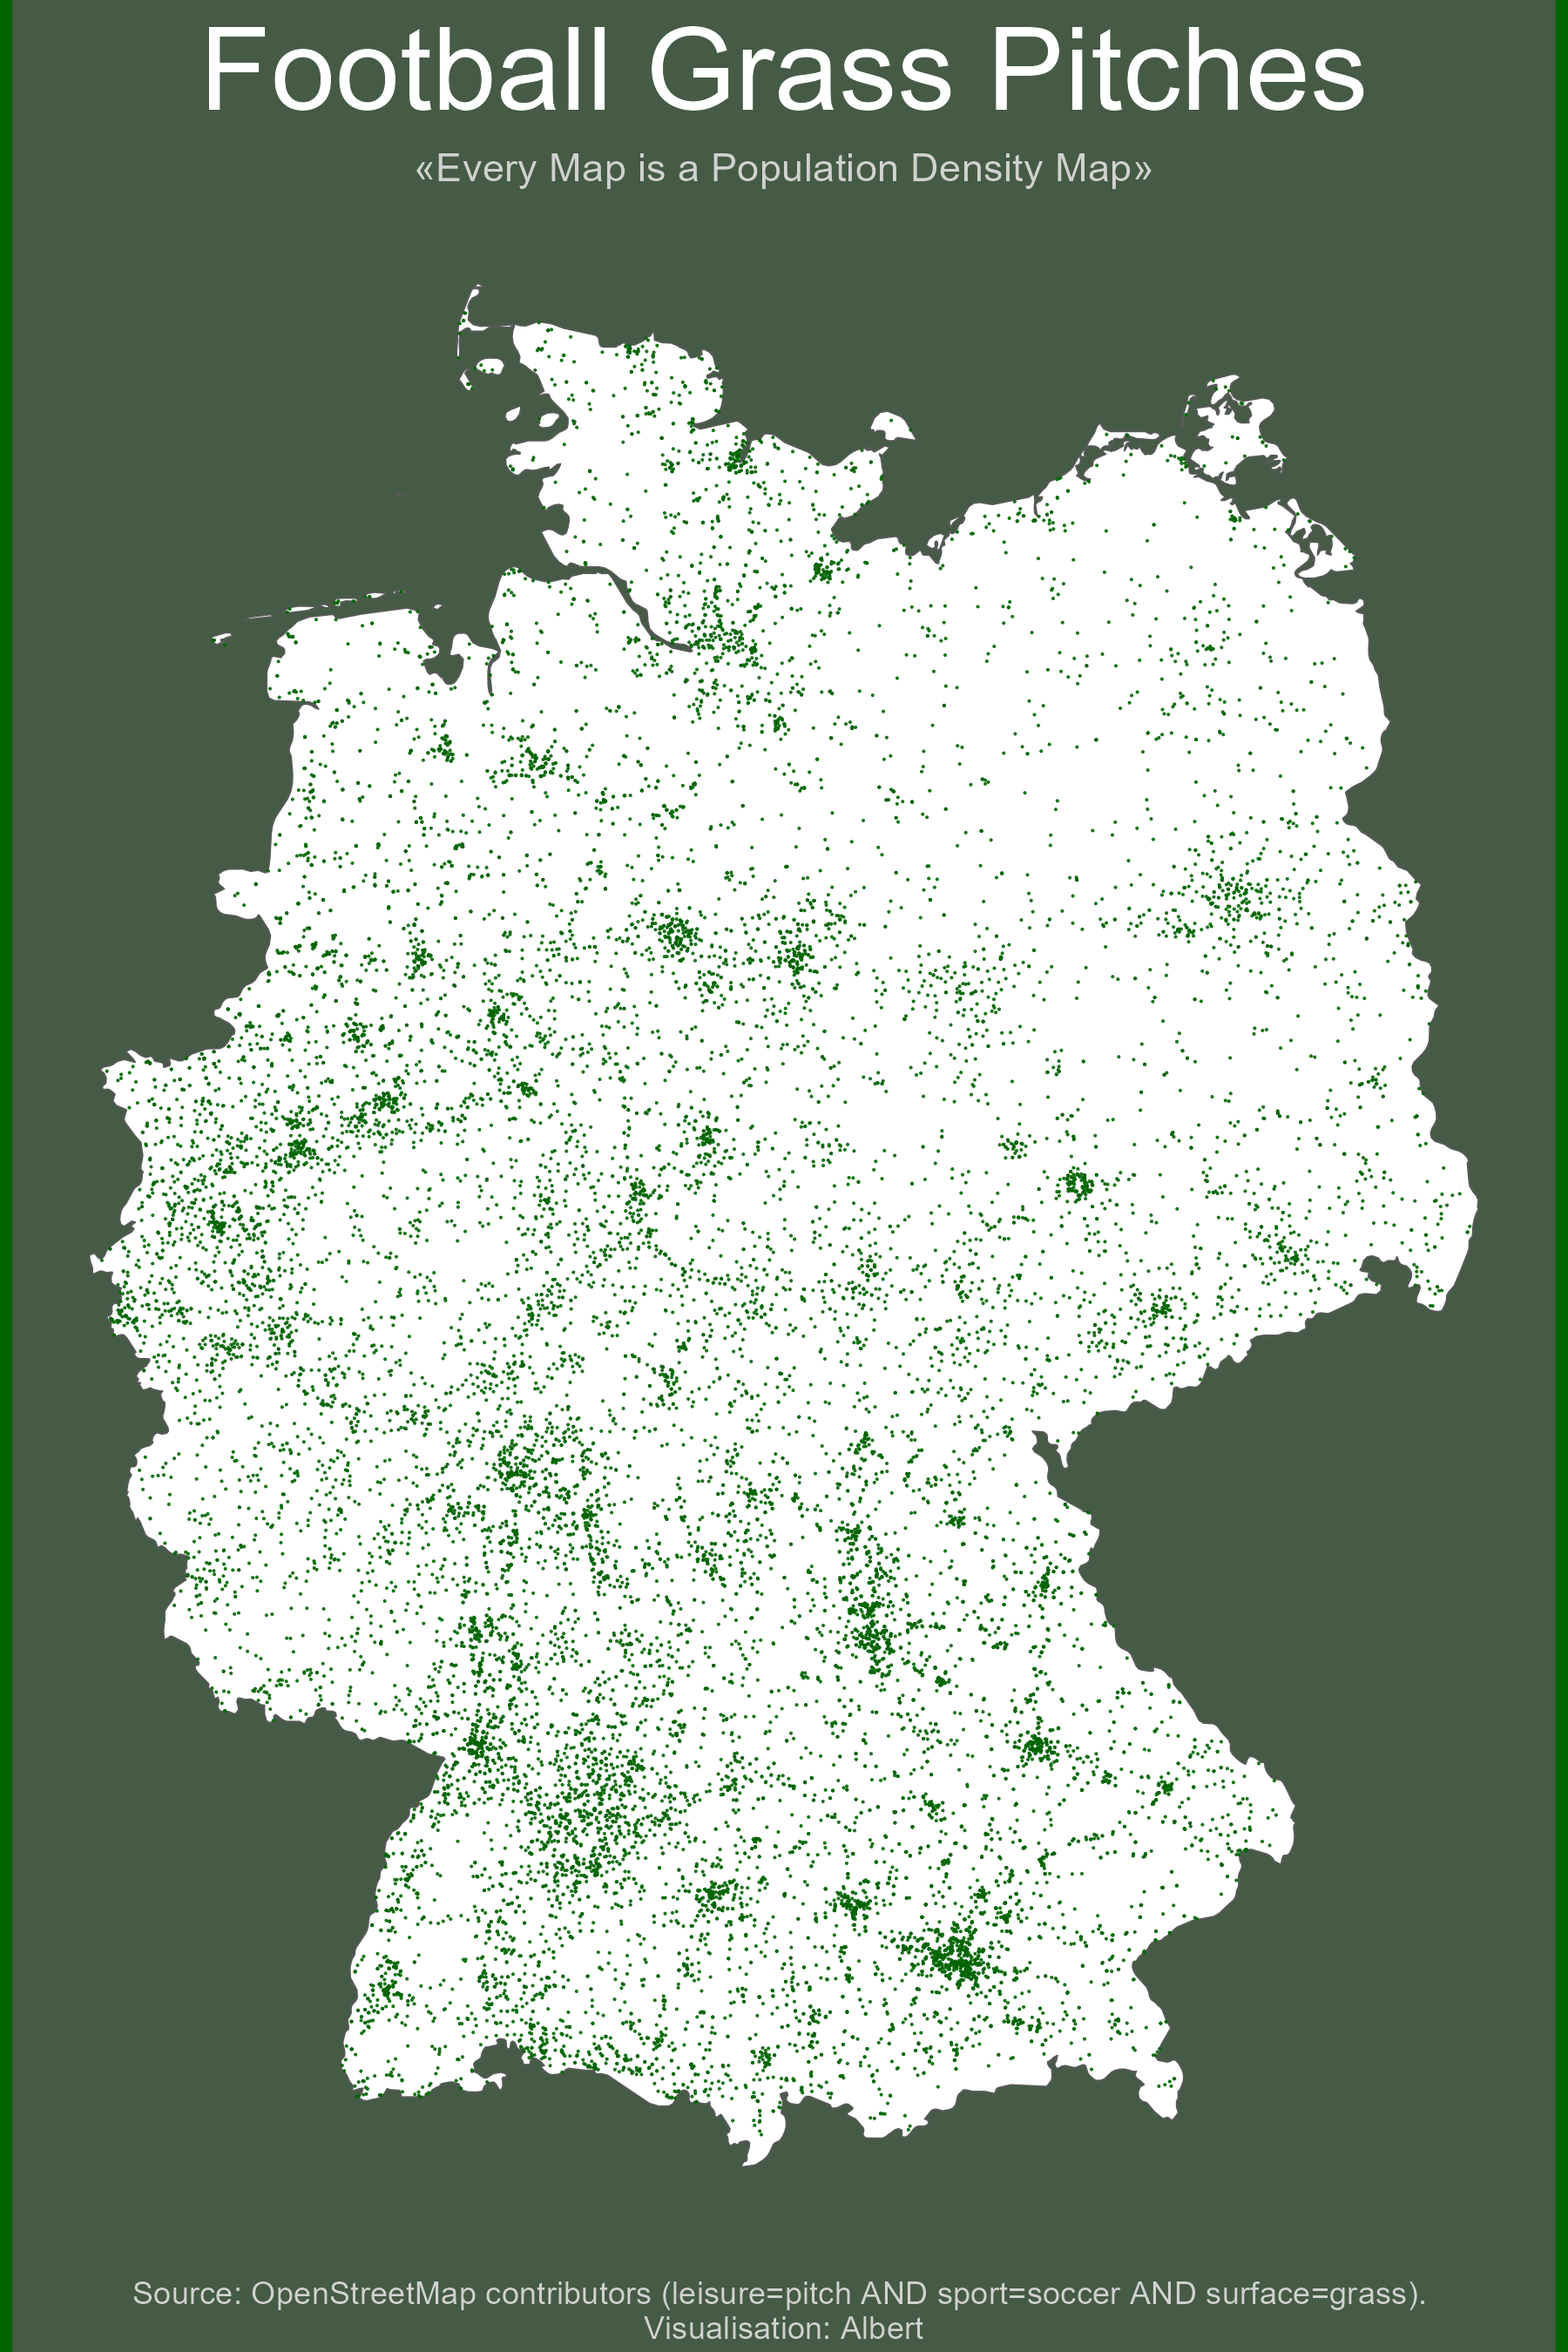 Football Grass Pitches
«Every Map is a Population Density Map»
Source: OpenStreetMap contributors (leisure=pitch AND sport=soccer AND surface=grass).
Visualisation: Albert